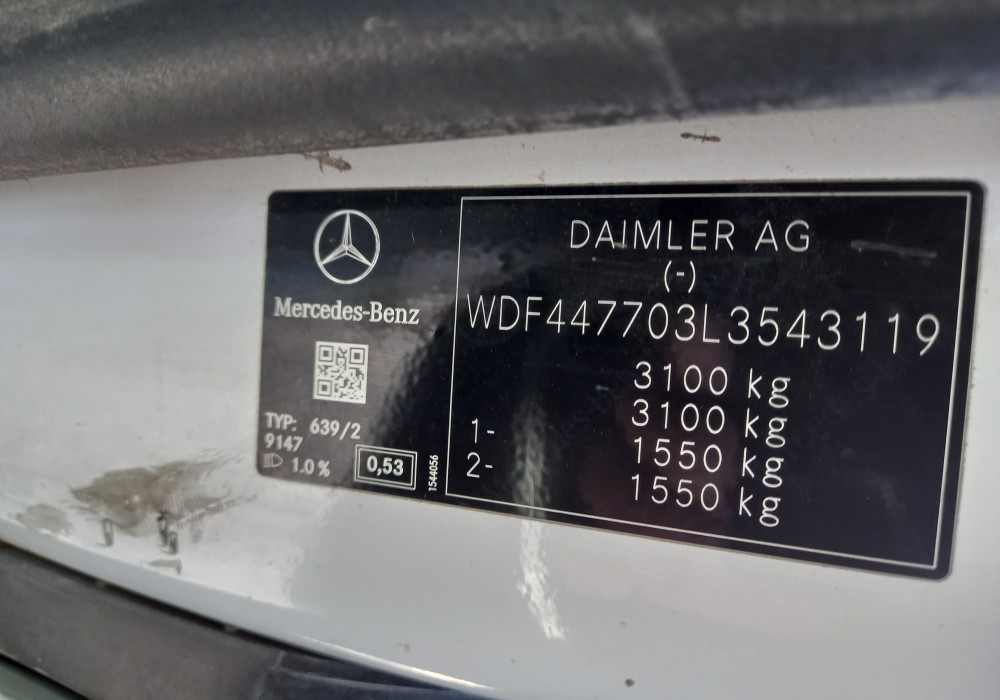 Mercedes-Benz
TYP: 639/2
9147
1.0 %
0,53
1544056
DAIMLER AG
(-)
WDF447703L3543119
3100 kg
3100 kg
1- 1550 kg
2- 1550 kg